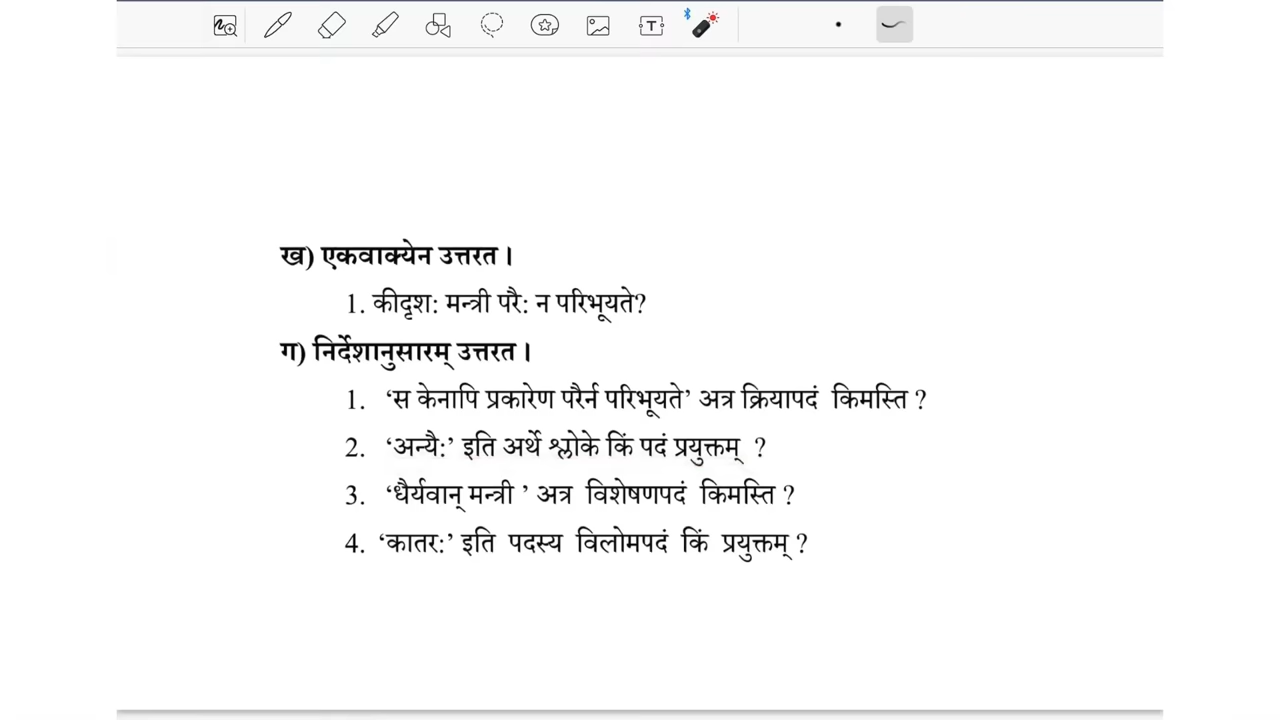 ख) एकवाक्येन उत्तरत ।
1. कीदृश: मन्त्री परै: न परिभूयते?
ग) निर्देशानुसारम् उत्तरत ।
1. ‘स केनापि प्रकारेण परैर्न परिभूयते’ अत्र क्रियापदं किमस्ति ?
2. ‘अन्यै:’ इति अर्थे श्लोके किं पदं प्रयुक्तम् ?
3. ‘धैर्यवान् मन्त्री ’ अत्र विशेषणपदं किमस्ति ?
4. ‘कातर:’ इति पदस्य विलोमपदं किं प्रयुक्तम् ?